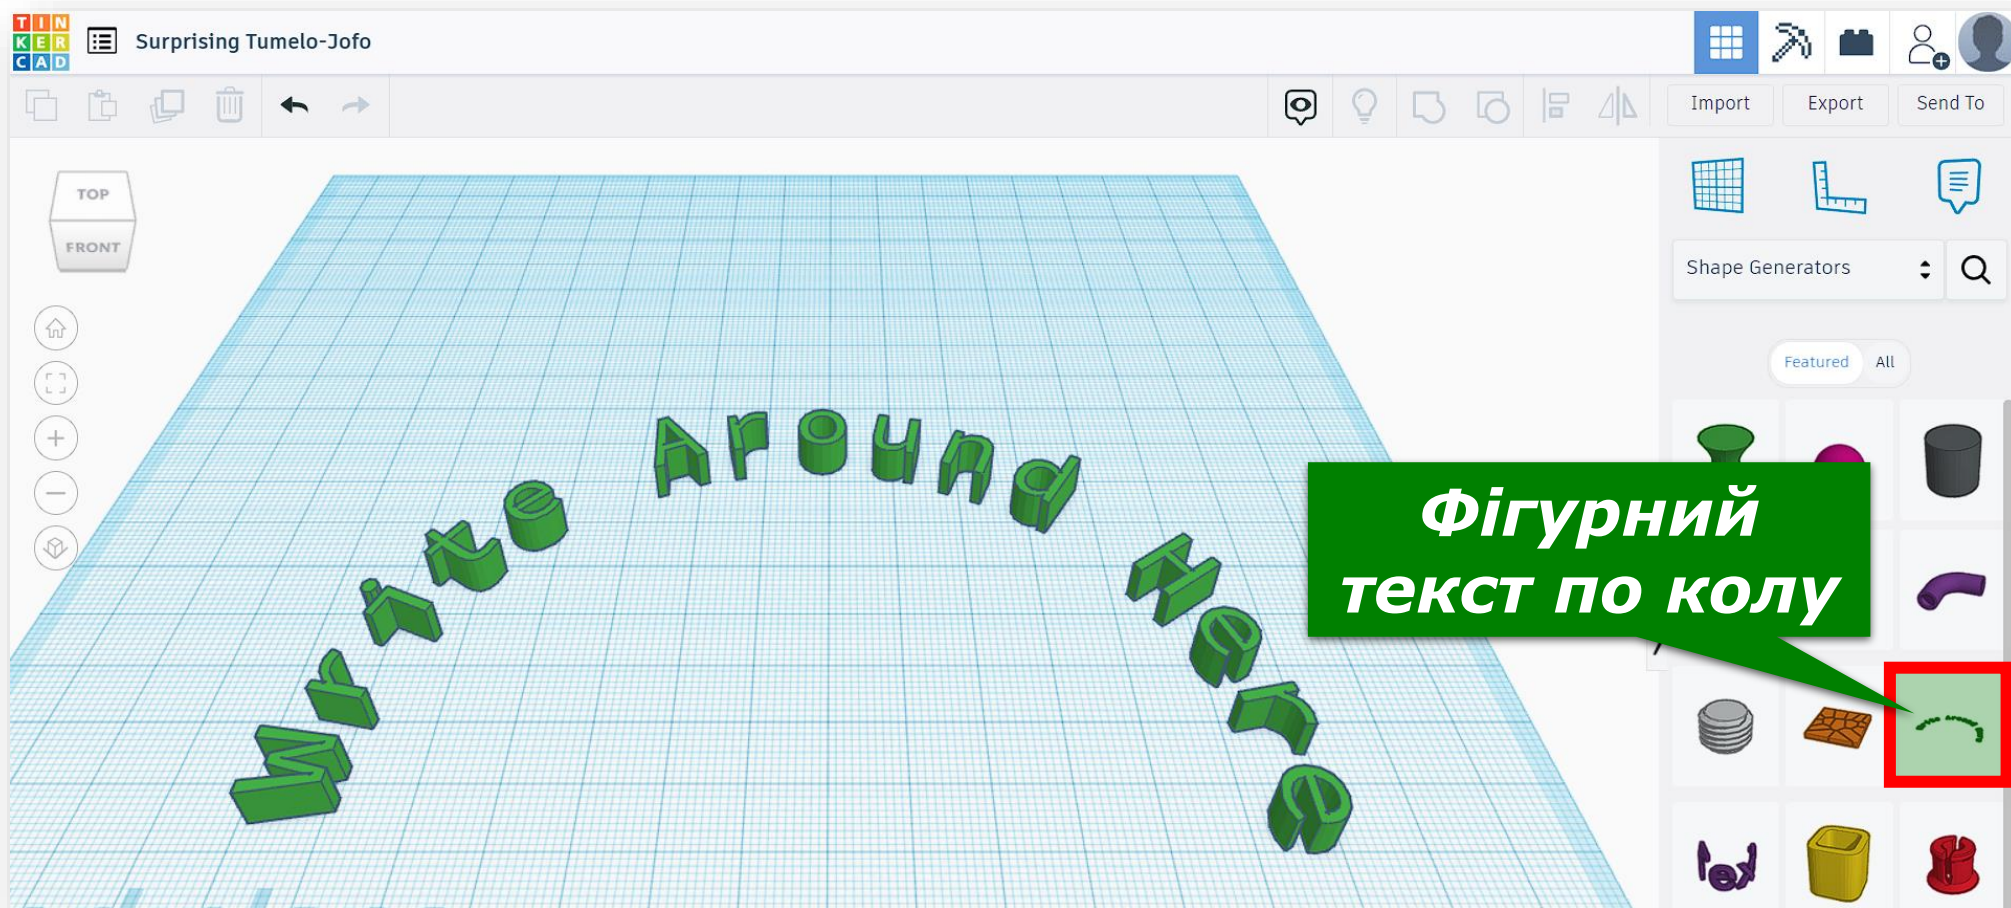 TIN
KER
CAD
Surprising Tumelo-Jofo
Import
Export
Send To
TOP
FRONT
Shape Generators
Featured
All
Write Around Here
Фігурний
текст по колу